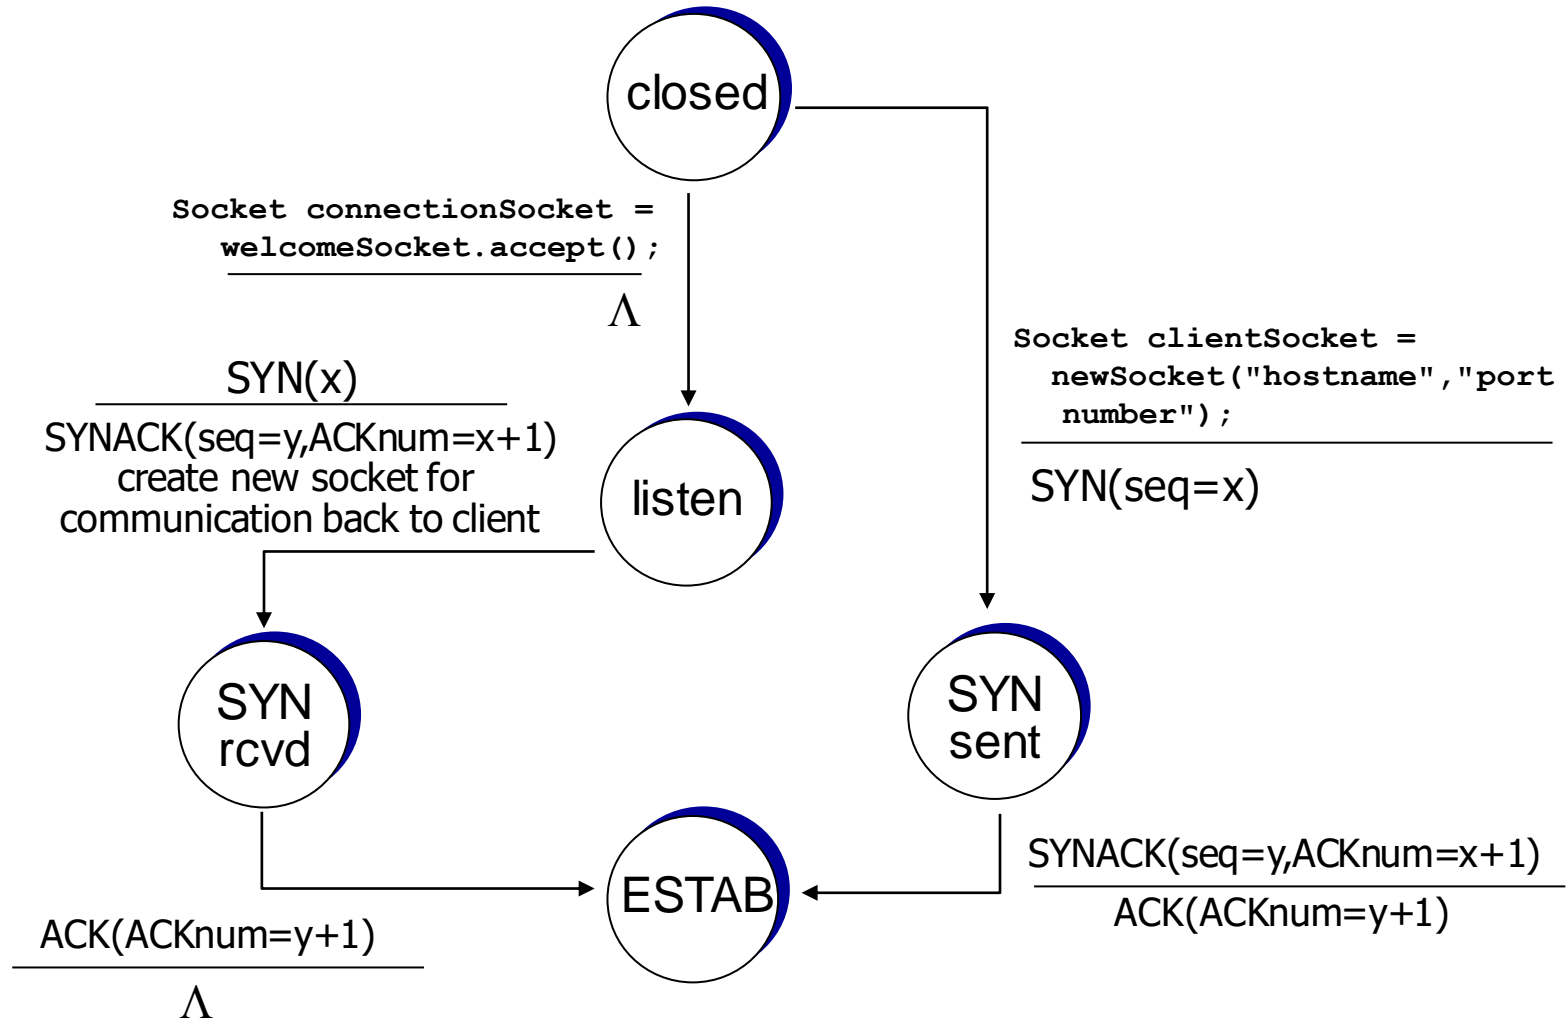 closed
Socket connectionSocket =
welcomeSocket.accept();
Λ
Socket clientSocket =
newSocket("hostname","port
number");
SYN(seq=x)
SYN(x)
SYNACK(seq=y,ACKnum=x+1)
create new socket for
communication back to client
listen
SYN
rcvd
SYN
sent
ESTAB
SYNACK(seq=y,ACKnum=x+1)
ACK(ACKnum=y+1)
ACK(ACKnum=y+1)
Λ